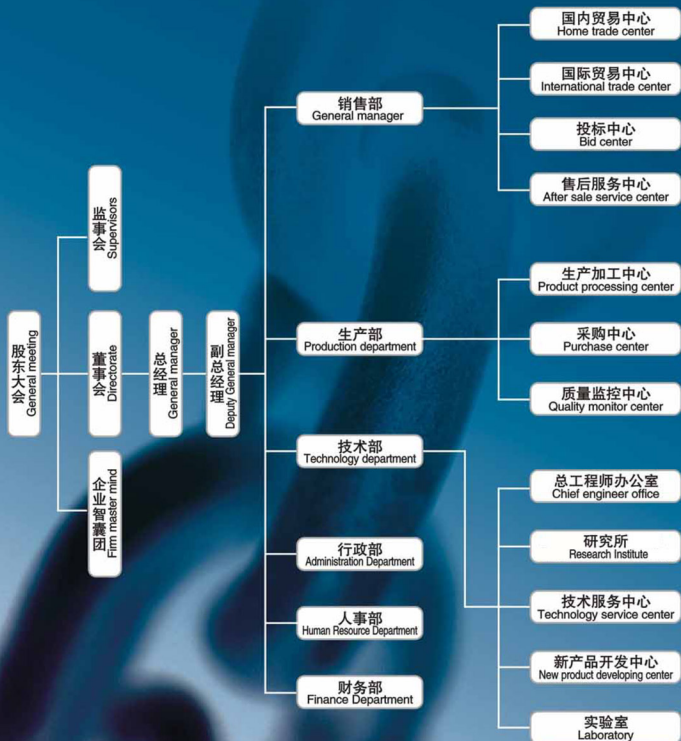 股东大会
General meeting
监事会
Supervisors
董事会
Directorate
企业智囊团
Firm master mind
总经理
General manager
副总经理
Deputy General manager
销售部
General manager
国内贸易中心
Home trade center
国际贸易中心
International trade center
投标中心
Bid center
售后服务中心
After sale service center
生产部
Production department
生产加工中心
Product processing center
采购中心
Purchase center
质量监控中心
Quality monitor center
技术部
Technology department
总工程师办公室
Chief engineer office
研究所
Research Institute
技术服务中心
Technology service center
新产品开发中心
New product developing center
实验室
Laboratory
行政部
Administration Department
人事部
Human Resource Department
财务部
Finance Department